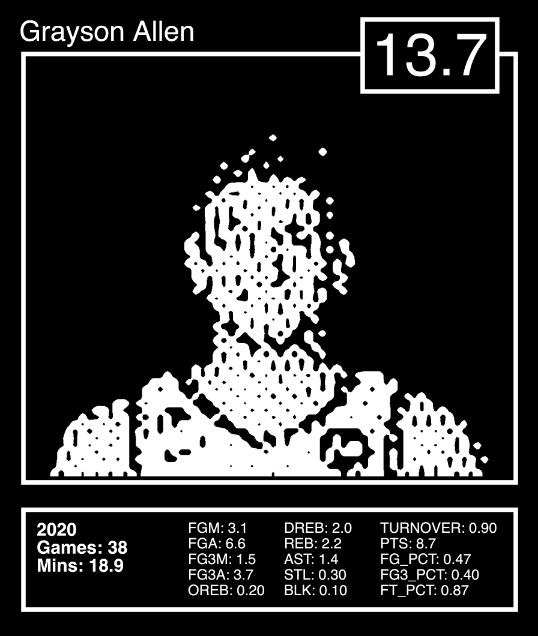 Grayson Allen
13.7
2020
Games: 38
Mins: 18.9
FGM: 3.1
FGA: 6.6
FG3M: 1.5
FG3A: 3.7
OREB: 0.20
DREB: 2.0
REB: 2.2
AST: 1.4
STL: 0.30
BLK: 0.10
TURNOVER: 0.90
PTS: 8.7
FG_PCT: 0.47
FG3_PCT: 0.40
FT_PCT: 0.87